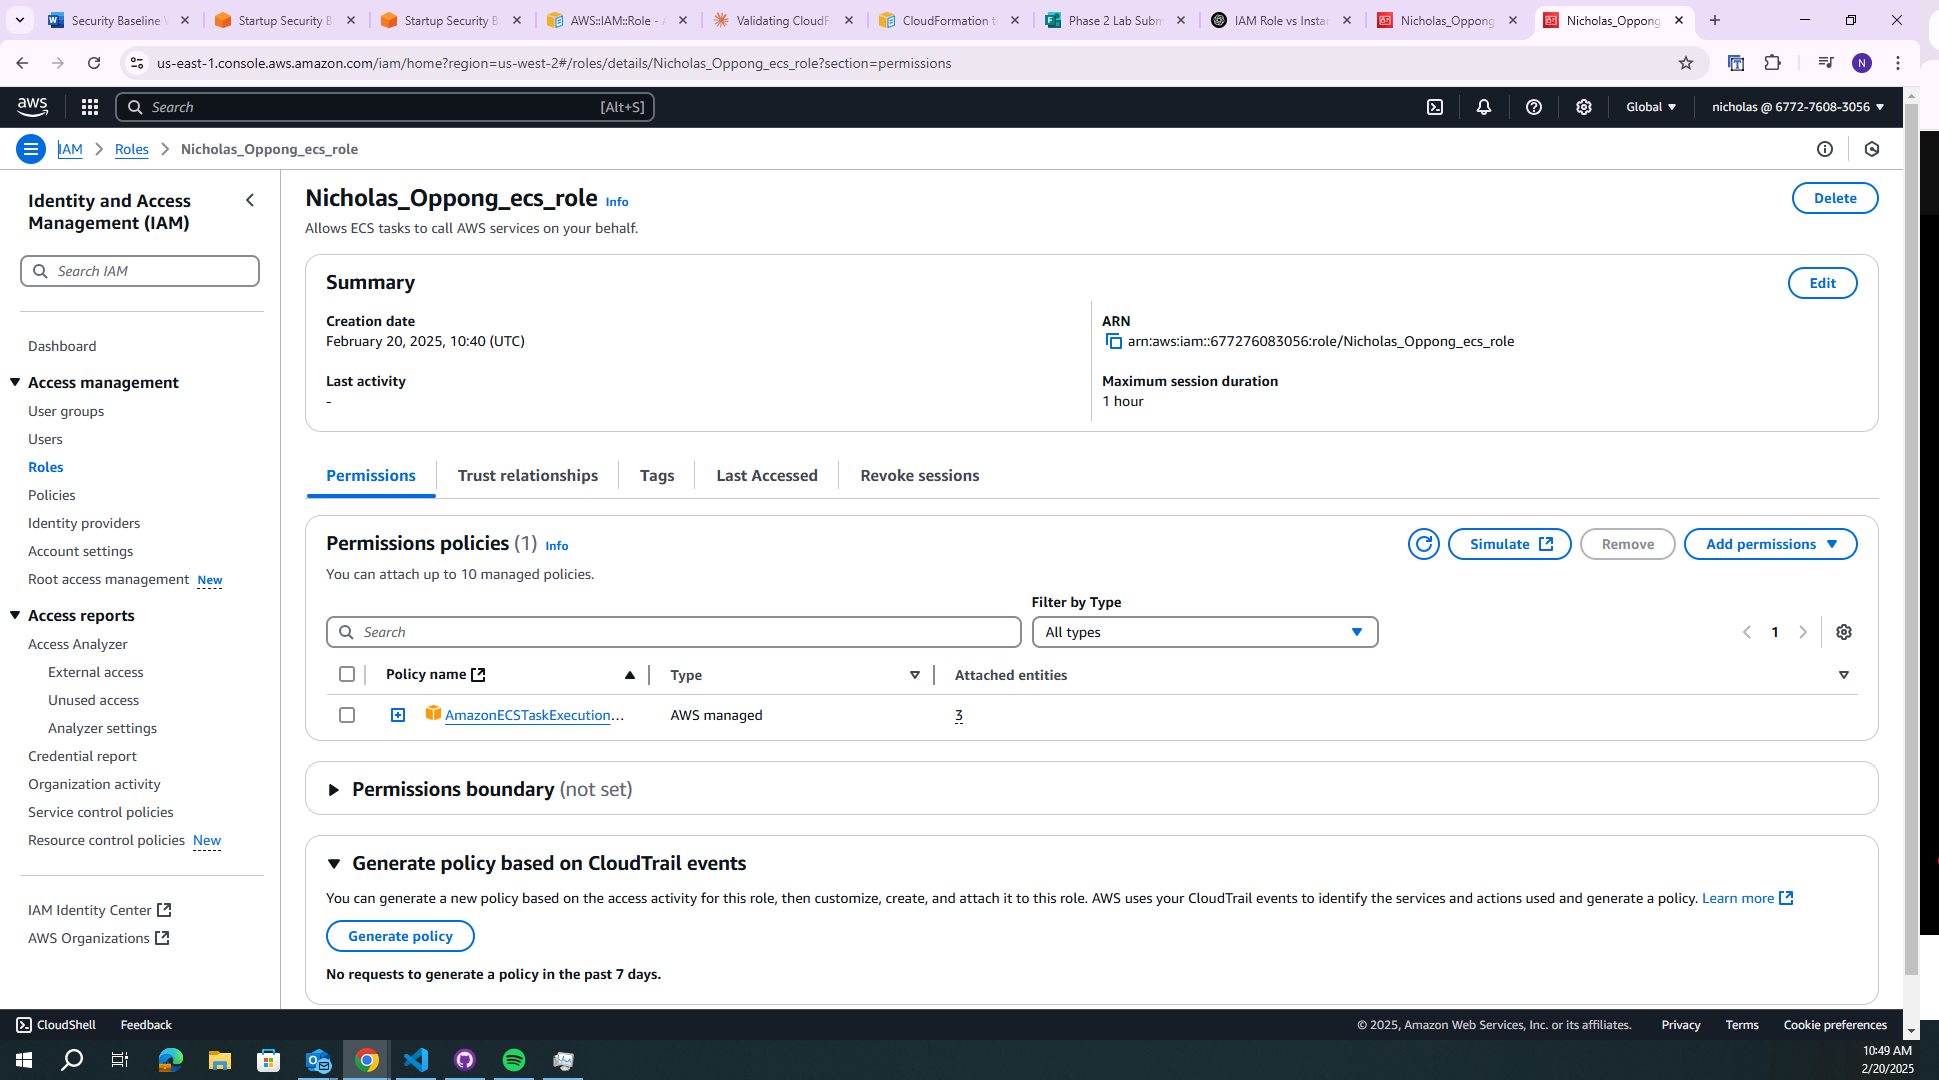 Security Baseline
Startup Security B
Startup Security B
AWS::IAM::Role - A
Validating CloudF
CloudFormation t
Phase 2 Lab Subm
IAM Role vs Instan
Nicholas_Oppong
Nicholas_Oppong
us-east-1.console.aws.amazon.com/iam/home?region=us-west-2#/roles/details/Nicholas_Oppong_ecs_role?section=permissions
N
aws
Search
[Alt+S]
Global
nicholas @ 6772-7608-3056
IAM
Roles
Nicholas_Oppong_ecs_role
Identity and Access
Management (IAM)
Search IAM
Dashboard
Access management
User groups
Users
Roles
Policies
Identity providers
Account settings
Root access management New
Access reports
Access Analyzer
External access
Unused access
Analyzer settings
Credential report
Organization activity
Service control policies
Resource control policies New
IAM Identity Center
AWS Organizations
Nicholas_Oppong_ecs_role Info
Delete
Allows ECS tasks to call AWS services on your behalf.
Summary
Edit
Creation date
February 20, 2025, 10:40 (UTC)
ARN
arn:aws:iam::677276083056:role/Nicholas_Oppong_ecs_role
Last activity
-
Maximum session duration
1 hour
Permissions
Trust relationships
Tags
Last Accessed
Revoke sessions
Permissions policies (1) Info
Simulate
Remove
Add permissions
You can attach up to 10 managed policies.
Filter by Type
Search
All types
1
Policy name
Type
Attached entities
AmazonECSTaskExecution...
AWS managed
3
Permissions boundary (not set)
Generate policy based on CloudTrail events
You can generate a new policy based on the access activity for this role, then customize, create, and attach it to this role. AWS uses your CloudTrail events to identify the services and actions used and generate a policy. Learn more
Generate policy
No requests to generate a policy in the past 7 days.
CloudShell
Feedback
© 2025, Amazon Web Services, Inc. or its affiliates.
Privacy
Terms
Cookie preferences
10:49 AM
2/20/2025